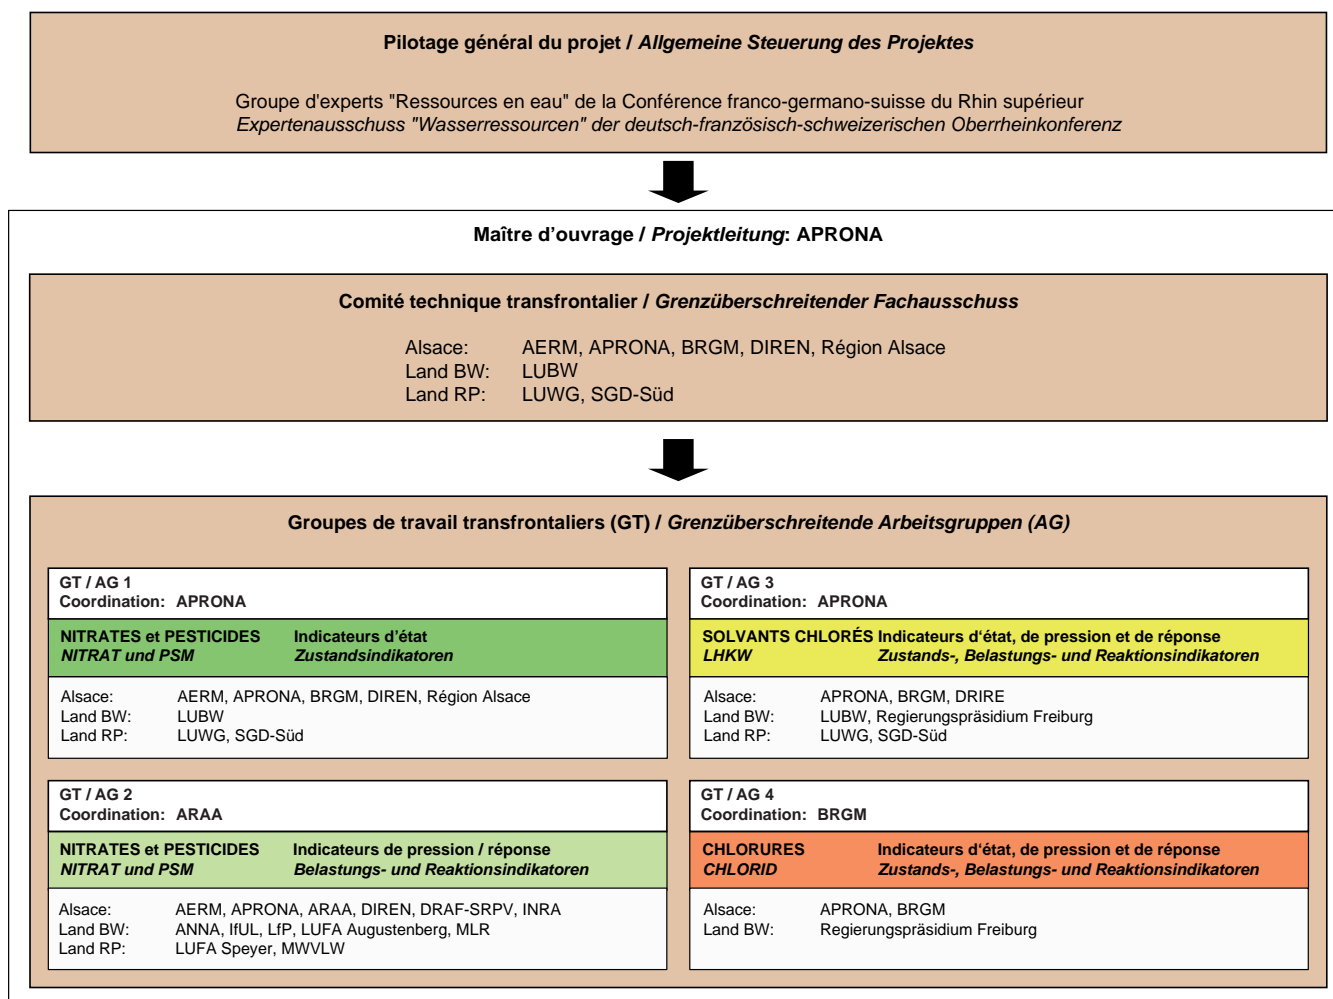 Pilotage général du projet / Allgemeine Steuerung des Projektes
Groupe d'experts "Ressources en eau" de la Conférence franco-germano-suisse du Rhin supérieur
Expertenausschuss "Wasserressourcen" der deutsch-französisch-schweizerischen Oberrheinkonferenz
Maître d'ouvrage / Projektleitung: APRONA
Comité technique transfrontalier / Grenzüberschreitender Fachausschuss
Alsace: AERM, APRONA, BRGM, DIREN, Région Alsace
Land BW: LUBW
Land RP: LUWG, SGD-Süd
Groupes de travail transfrontaliers (GT) / Grenzüberschreitende Arbeitsgruppen (AG)
GT / AG 1
Coordination: APRONA
NITRATES et PESTICIDES Indicateurs d'état
NITRAT und PSM Zustandsindikatoren
Alsace: AERM, APRONA, BRGM, DIREN, Région Alsace
Land BW: LUBW
Land RP: LUWG, SGD-Süd
GT / AG 2
Coordination: ARAA
NITRATES et PESTICIDES Indicateurs de pression / réponse
NITRAT und PSM Belastungs- und Reaktionsindikatoren
Alsace: AERM, APRONA, ARAA, DIREN, DRAF-SRPV, INRA
Land BW: ANNA, IfUL, LfP, LUFA Augustenberg, MLR
Land RP: LUFA Speyer, MWVLW
GT / AG 3
Coordination: APRONA
SOLVANTS CHLORÉS Indicateurs d'état, de pression et de réponse
LHKW Zustands-, Belastungs- und Reaktionsindikatoren
Alsace: APRONA, BRGM, DRIRE
Land BW: LUBW, Regierungspräsidium Freiburg
Land RP: LUWG, SGD-Süd
GT / AG 4
Coordination: BRGM
CHLORURES Indicateurs d'état, de pression et de réponse
CHLORID Zustands-, Belastungs- und Reaktionsindikatoren
Alsace: APRONA, BRGM
Land BW: Regierungspräsidium Freiburg